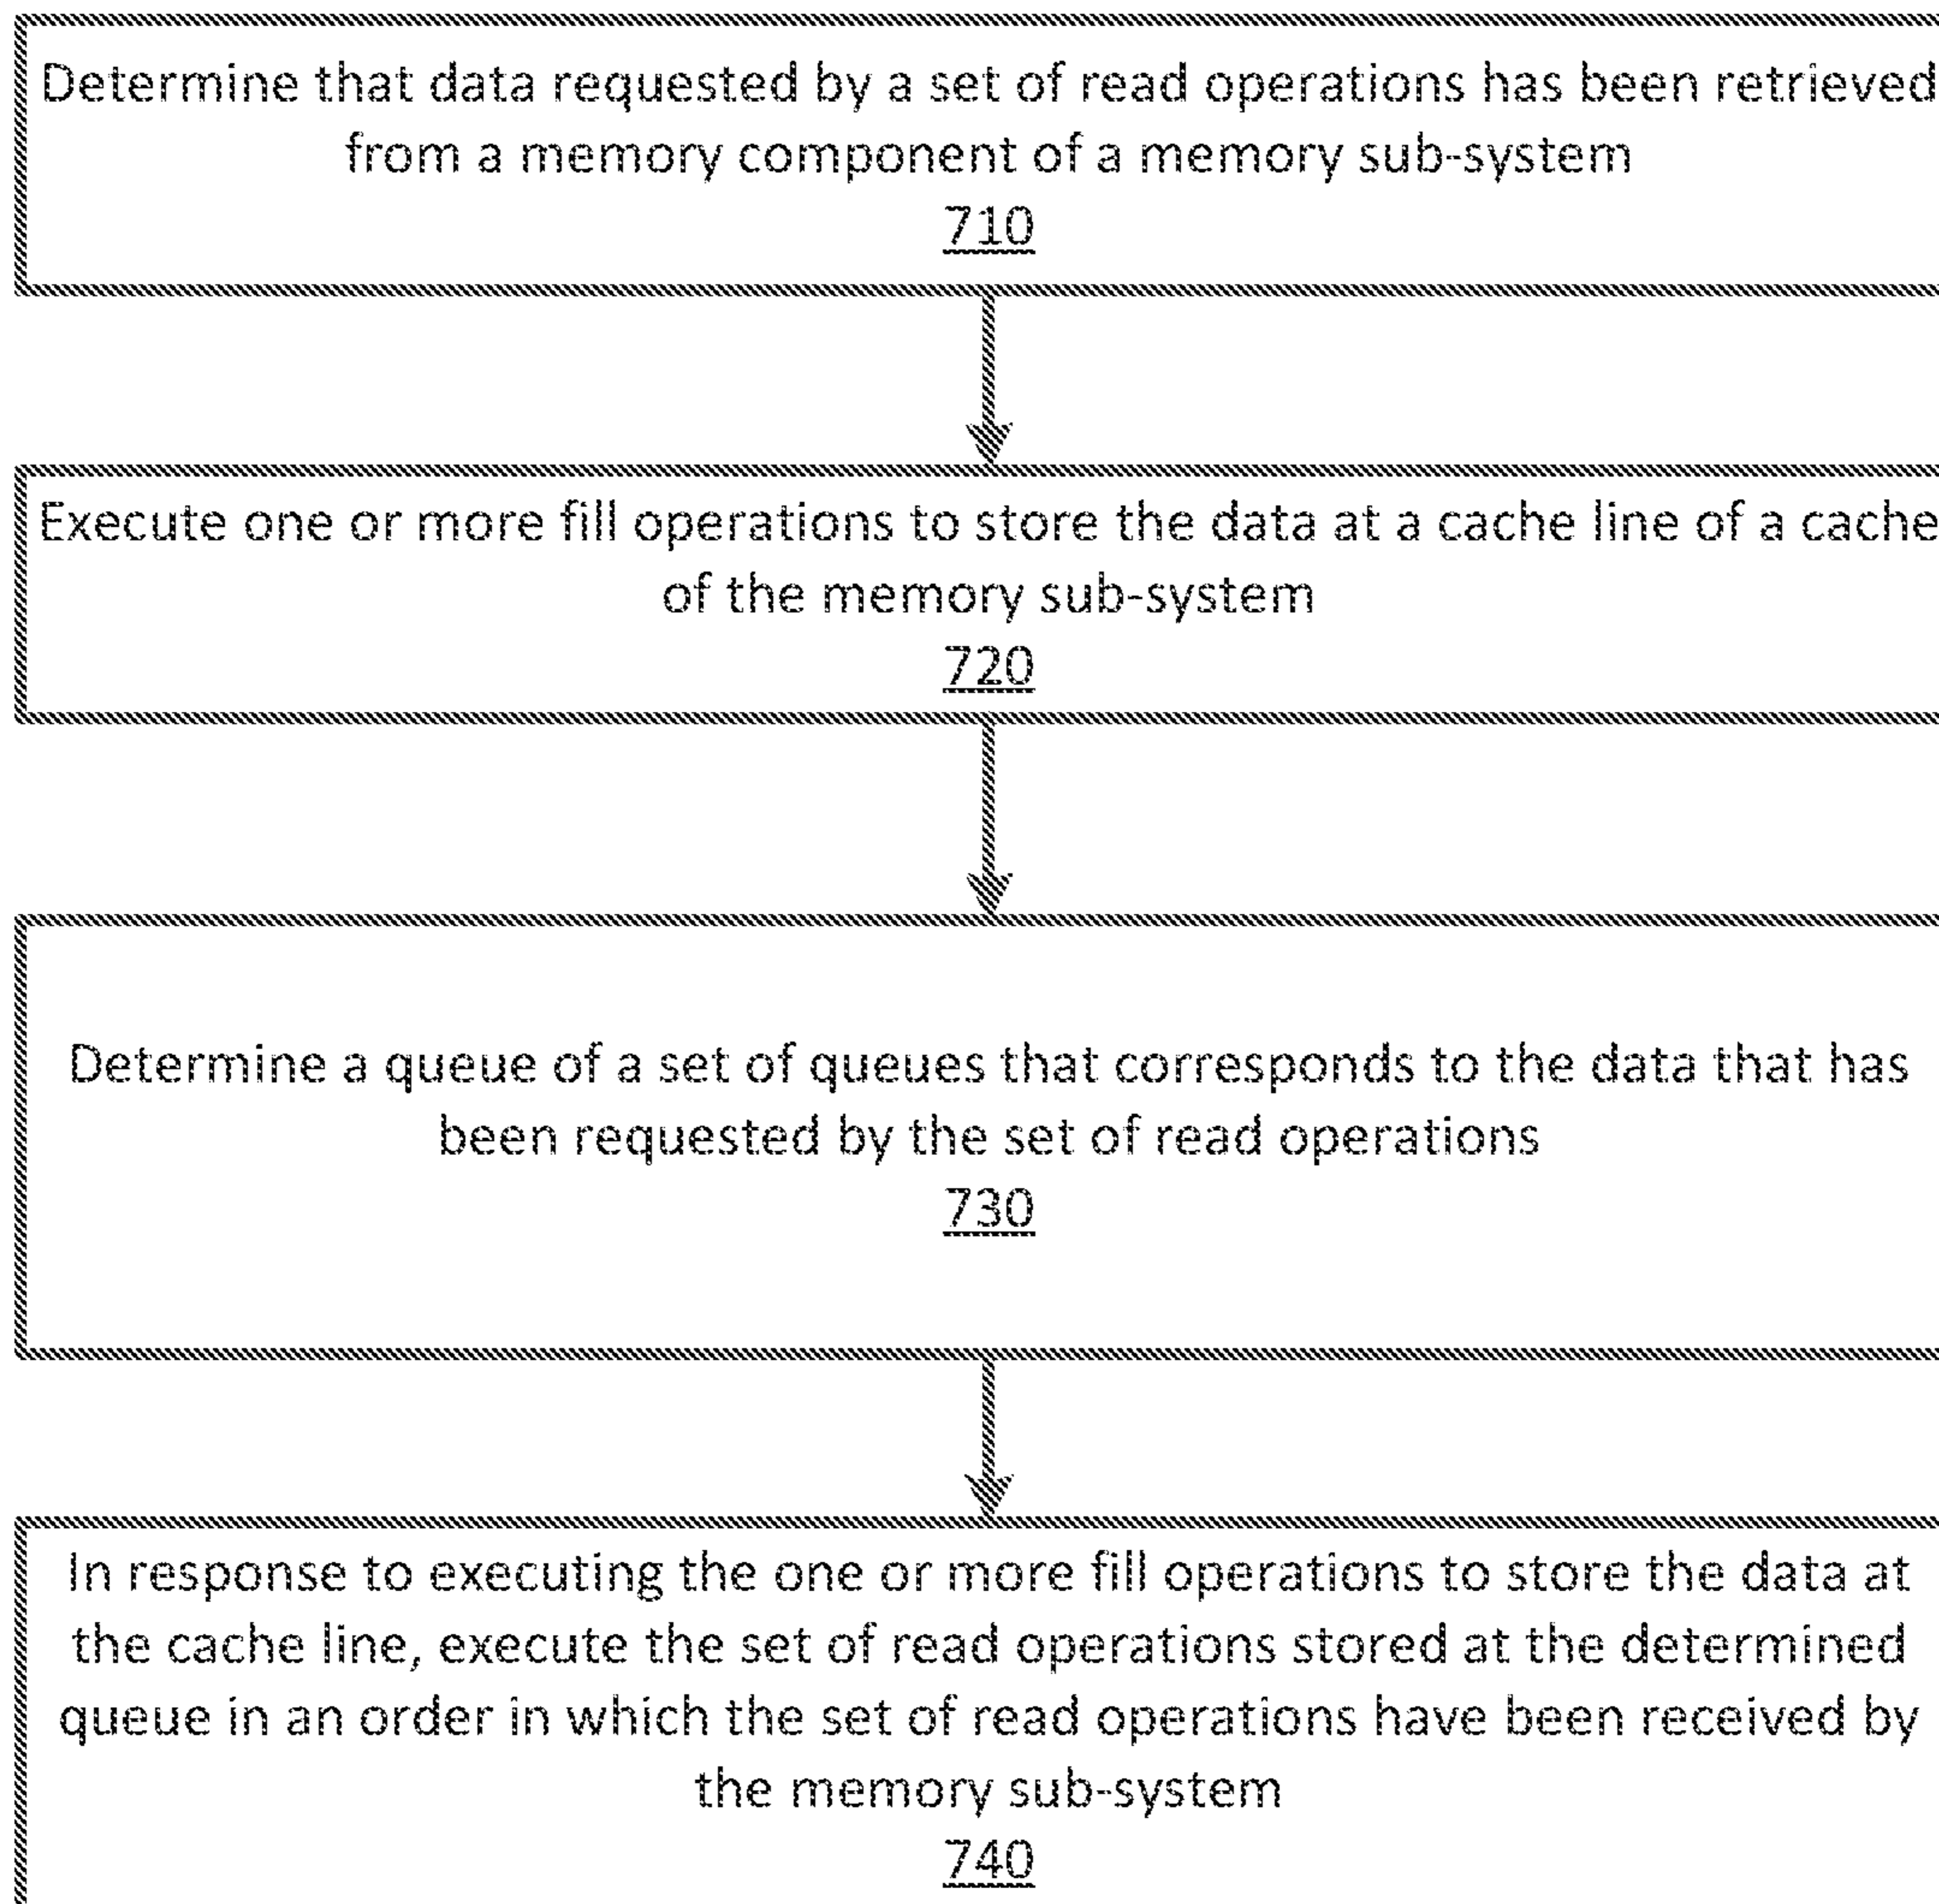 Determine that data requested by a set of read operations has been retrieved
from a memory component of a memory sub-system
710
Execute one or more fill operations to store the data at a cache line of a cache
of the memory sub-system
720
Determine a queue of a set of queues that corresponds to the data that has
been requested by the set of read operations
730
In response to executing the one or more fill operations to store the data at
the cache line, execute the set of read operations stored at the determined
queue in an order in which the set of read operations have been received by
the memory sub-system
740